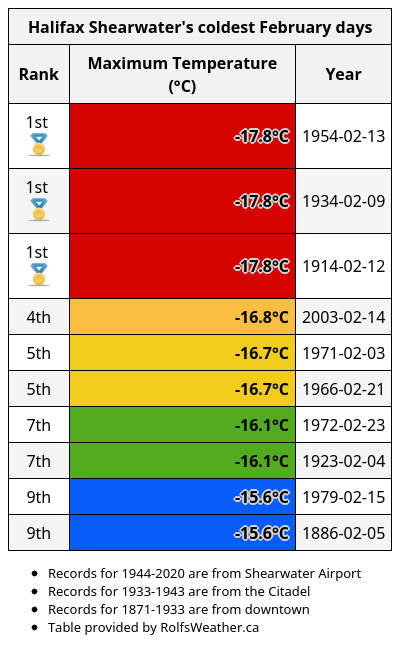 Halifax Shearwater's coldest February days
Rank Maximum Temperature (°C) Year
1st -17.8°C 1954-02-13
1st -17.8°C 1934-02-09
1st -17.8°C 1914-02-12
4th -16.8°C 2003-02-14
5th -16.7°C 1971-02-03
5th -16.7°C 1966-02-21
7th -16.1°C 1972-02-23
7th -16.1°C 1923-02-04
9th -15.6°C 1979-02-15
9th -15.6°C 1886-02-05
• Records for 1944-2020 are from Shearwater Airport
• Records for 1933-1943 are from the Citadel
• Records for 1871-1933 are from downtown
• Table provided by RolfsWeather.ca